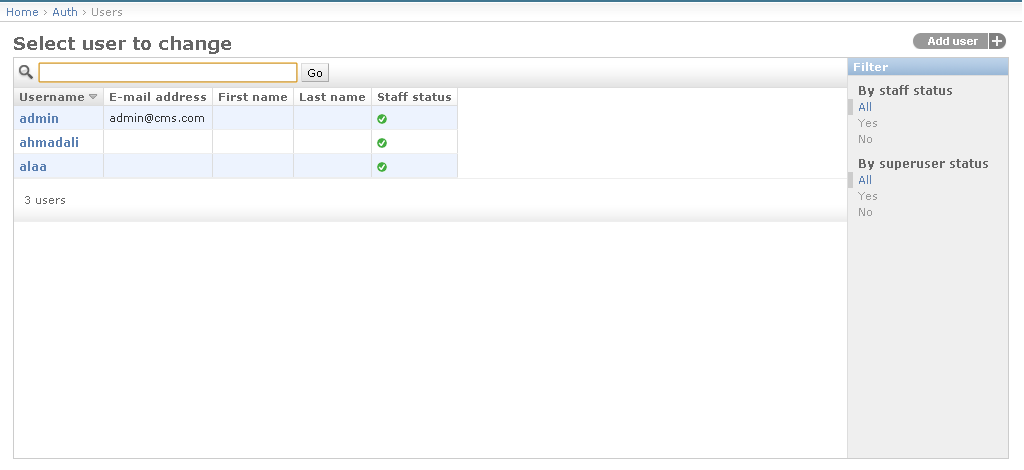 Home › Auth › Users
Select user to change
Add user +
Go
Username E-mail address First name Last name Staff status
admin admin@cms.com
ahmadali
alaa
3 users
Filter
By staff status
All
Yes
No
By superuser status
All
Yes
No